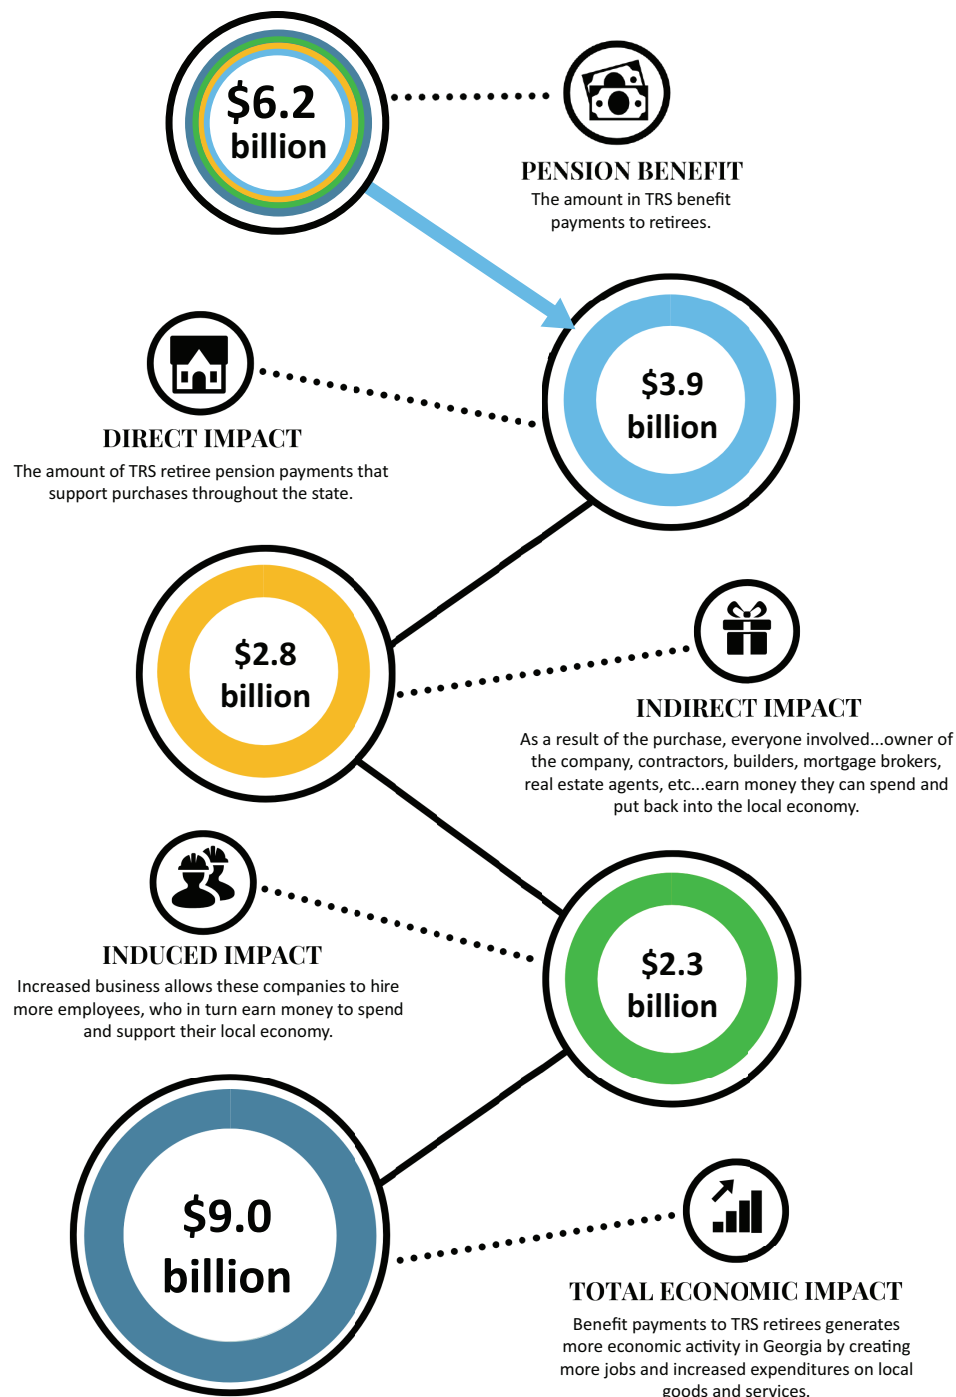 $6.2
billion
PENSION BENEFIT
The amount in TRS benefit
payments to retirees.
$3.9
billion
DIRECT IMPACT
The amount of TRS retiree pension payments that
support purchases throughout the state.
$2.8
billion
INDIRECT IMPACT
As a result of the purchase, everyone involved...owner of
the company, contractors, builders, mortgage brokers,
real estate agents, etc...earn money they can spend and
put back into the local economy.
$2.3
billion
INDUCED IMPACT
Increased business allows these companies to hire
more employees, who in turn earn money to spend
and support their local economy.
$9.0
billion
TOTAL ECONOMIC IMPACT
Benefit payments to TRS retirees generates
more economic activity in Georgia by creating
more jobs and increased expenditures on local
goods and services.